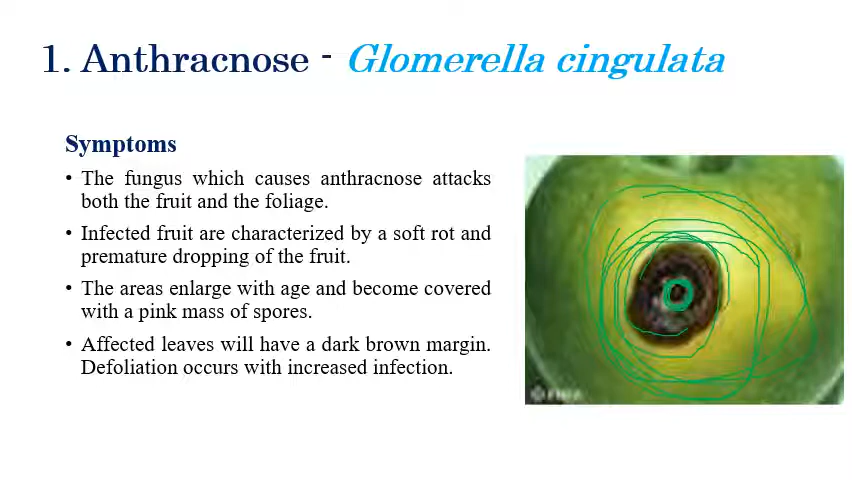 1. Anthracnose - Glomerella cingulata
Symptoms
• The fungus which causes anthracnose attacks
both the fruit and the foliage.
• Infected fruit are characterized by a soft rot and
premature dropping of the fruit.
• The areas enlarge with age and become covered
with a pink mass of spores.
• Affected leaves will have a dark brown margin.
Defoliation occurs with increased infection.